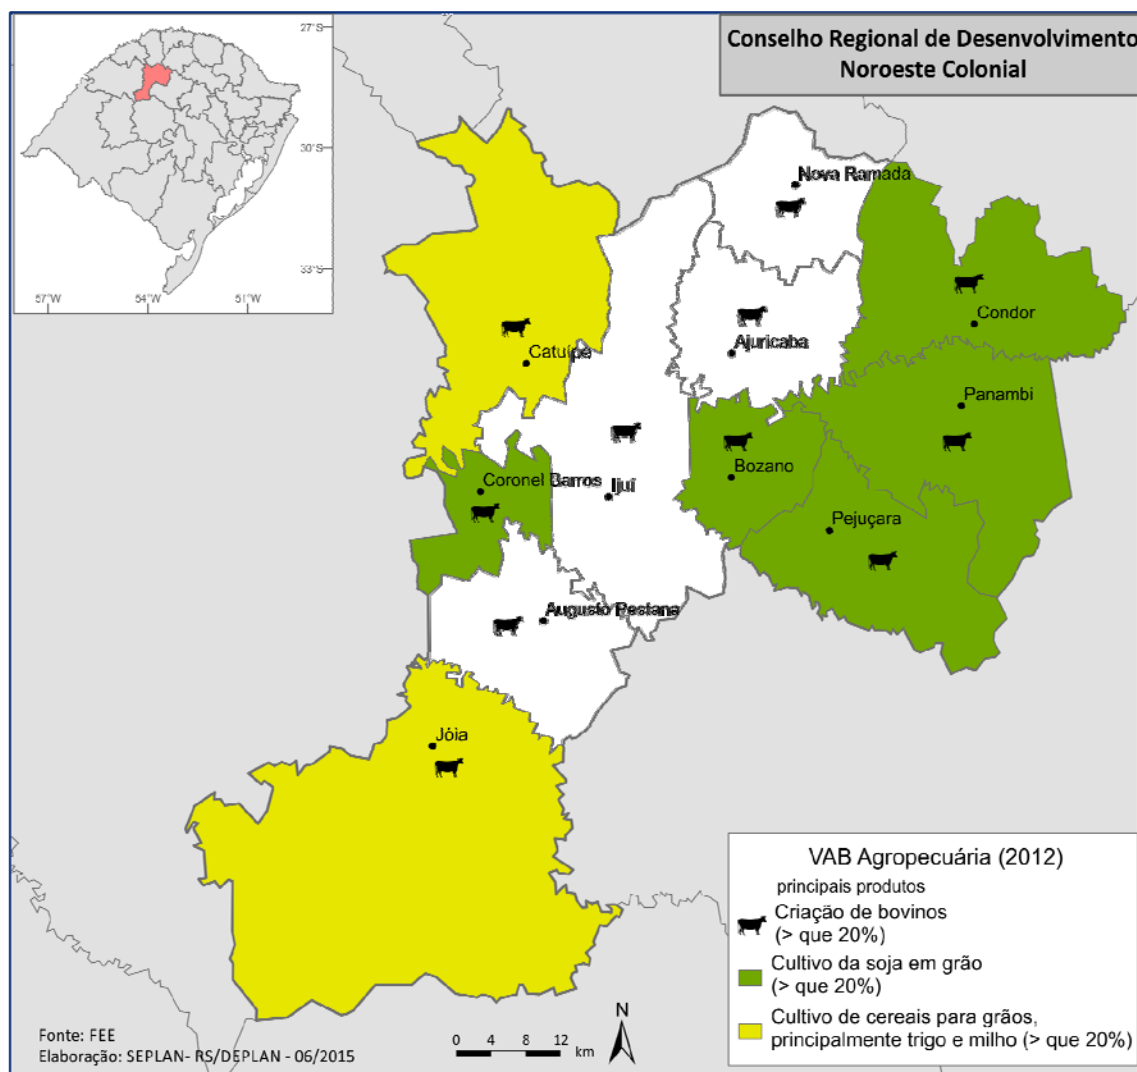 Conselho Regional de Desenvolvimento
Noroeste Colonial
27°S
30°S
33°S
57°W
54°W
51°W
Nova Ramada
Condor
Ajuricaba
Catuípe
Panambi
Bozano
Coronel Barros
Ijuí
Pejuçara
Augusto Pestana
Jóia
VAB Agropecuária (2012)
principais produtos
Criação de bovinos
(> que 20%)
Cultivo da soja em grão
(> que 20%)
Cultivo de cereais para grãos,
principalmente trigo e milho (> que 20%)
N
0 4 8 12
km
Fonte: FEE
Elaboração: SEPLAN- RS/DEPLAN - 06/2015